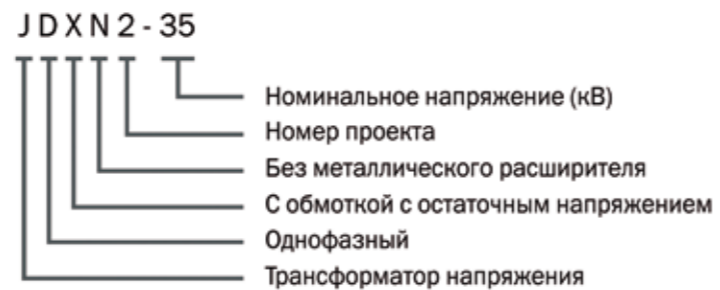 JDXN2-35
Номинальное напряжение (кВ)
Номер проекта
Без металлического расширителя
С обмоткой с остаточным напряжением
Однофазный
Трансформатор напряжения